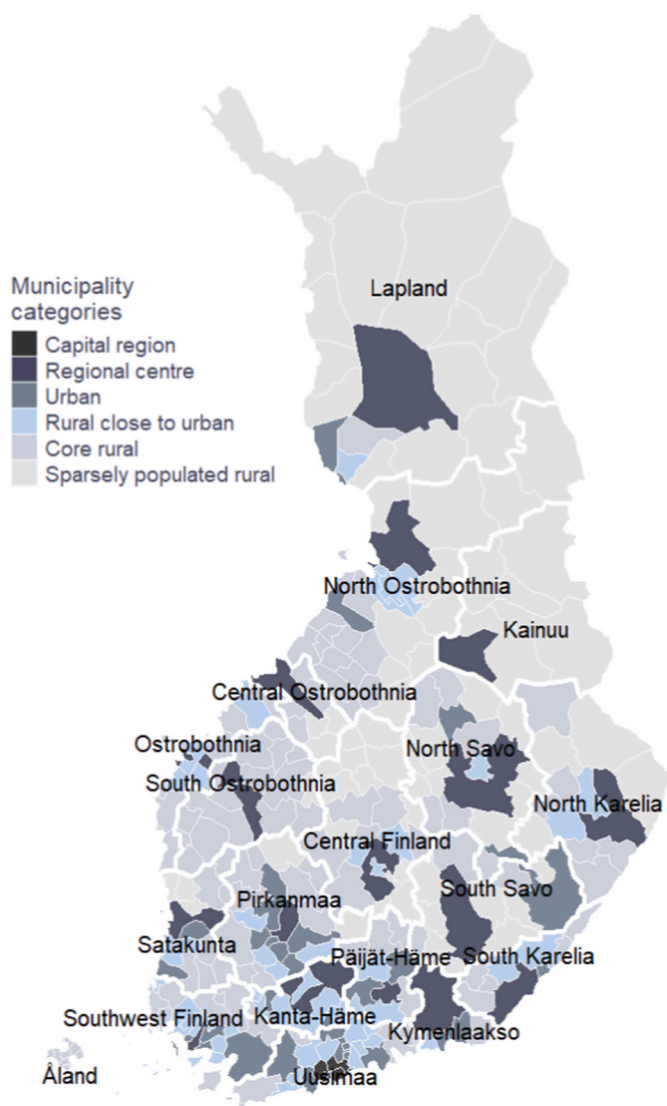 Lapland
Municipality
categories
Capital region
Regional centre
Urban
Rural close to urban
Core rural
Sparsely populated rural
North Ostrobothnia
Kainuu
Central Ostrobothnia
Ostrobothnia
North Savo
South Ostrobothnia
North Karelia
Central Finland
South Savo
Pirkanmaa
Satakunta
Päijät-Häme
South Karelia
Southwest Finland
Kanta-Häme
Kymenlaakso
Åland
Uusimaa